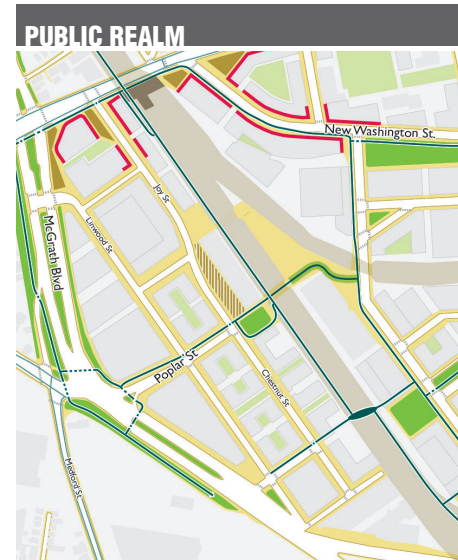 PUBLIC REALM
New Washington St.
Joy St
Linwood St
McGrath Blvd
Poplar St
Chestnut St
Medford St